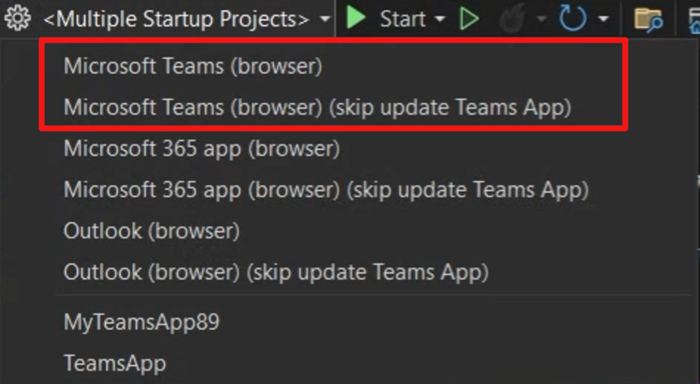 <Multiple Startup Projects> Start
Microsoft Teams (browser)
Microsoft Teams (browser) (skip update Teams App)
Microsoft 365 app (browser)
Microsoft 365 app (browser) (skip update Teams App)
Outlook (browser)
Outlook (browser) (skip update Teams App)
MyTeamsApp89
TeamsApp